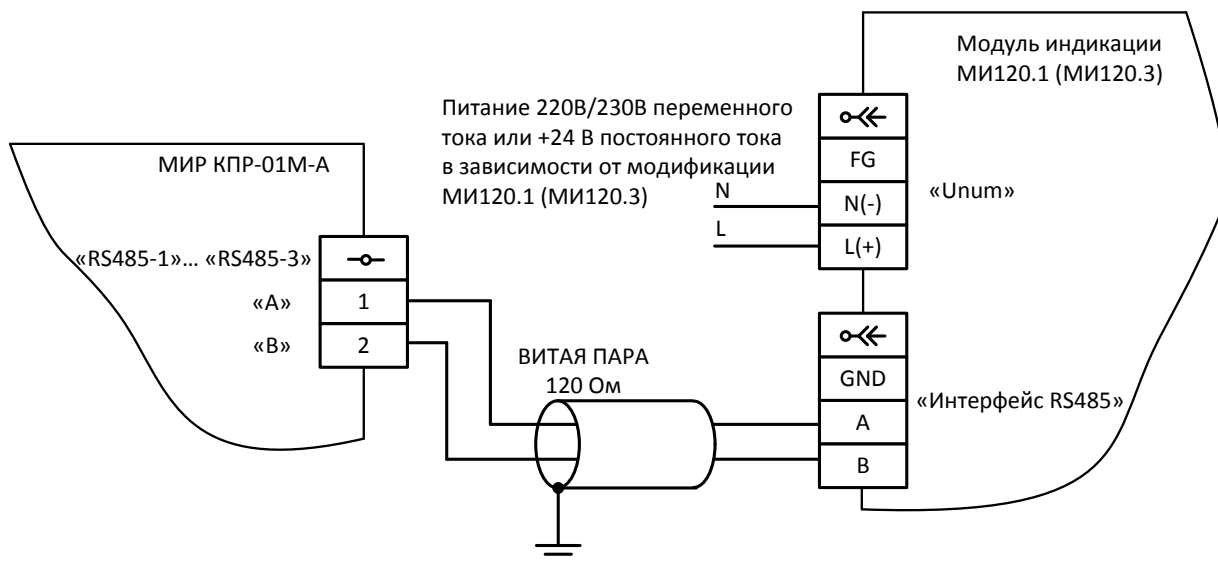 Модуль индикации
МИ120.1 (МИ120.3)
Питание 220В/230В переменного
тока или +24 В постоянного тока
в зависимости от модификации
МИ120.1 (МИ120.3)
FG
N
N(-)
«Unum»
L
L(+)
МИР КПР-01М-А
«RS485-1»... «RS485-3»
«А»
1
«В»
2
ВИТАЯ ПАРА
120 Ом
GND
«Интерфейс RS485»
A
B